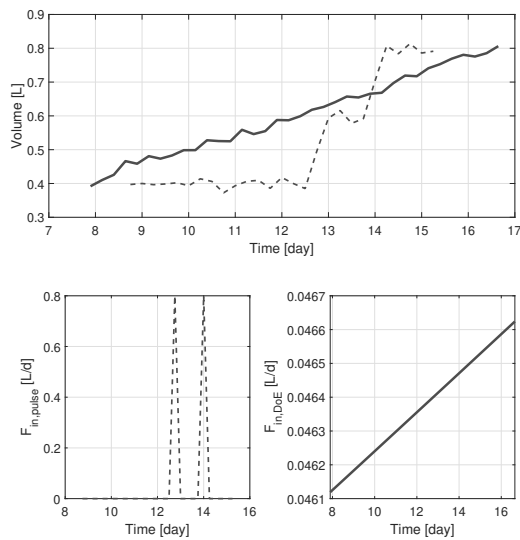 0.9
0.8
0.7
0.6
0.5
0.4
0.3
Volume [L]
7 8 9 10 11 12 13 14 15 16 17
Time [day]
0.8
0.6
0.4
0.2
0
F_in,pulse [L/d]
8 10 12 14 16
Time [day]
0.0467
0.0466
0.0465
0.0464
0.0463
0.0462
0.0461
F_in,DoE [L/d]
8 10 12 14 16
Time [day]